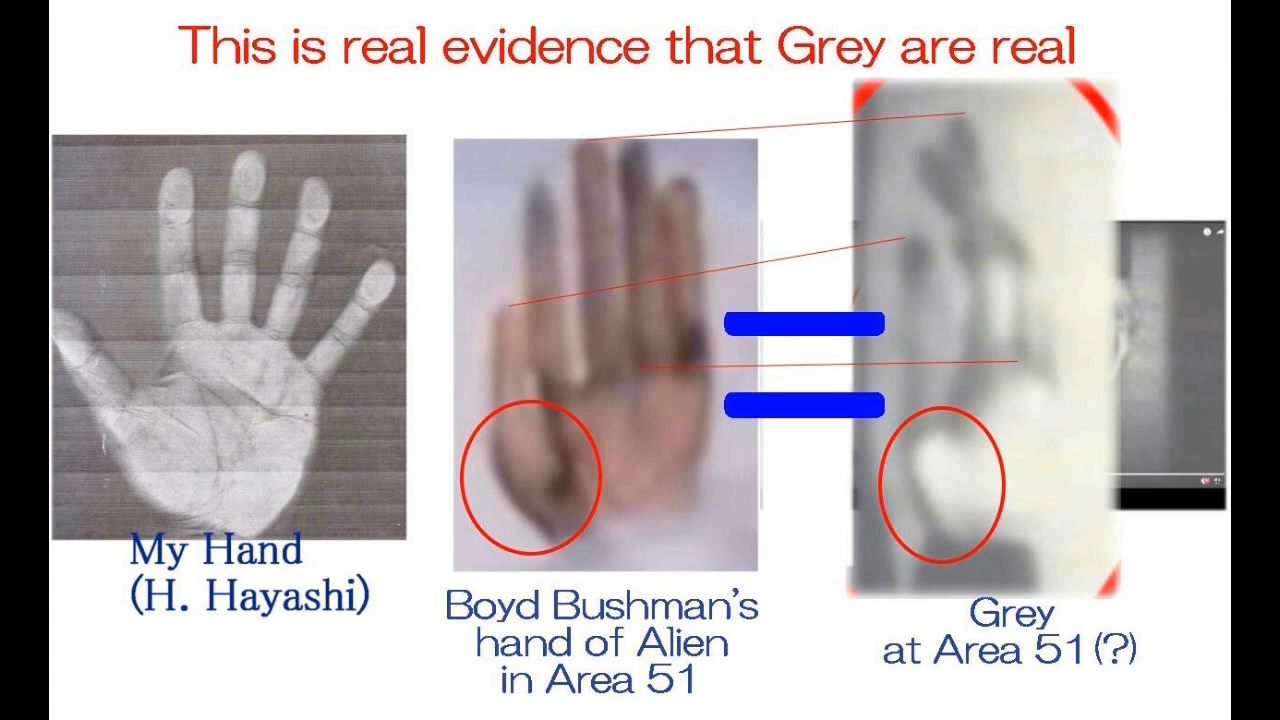 This is real evidence that Grey are real
My Hand
(H. Hayashi)
Boyd Bushman's
hand of Alien
in Area 51
Grey
at Area 51(?)